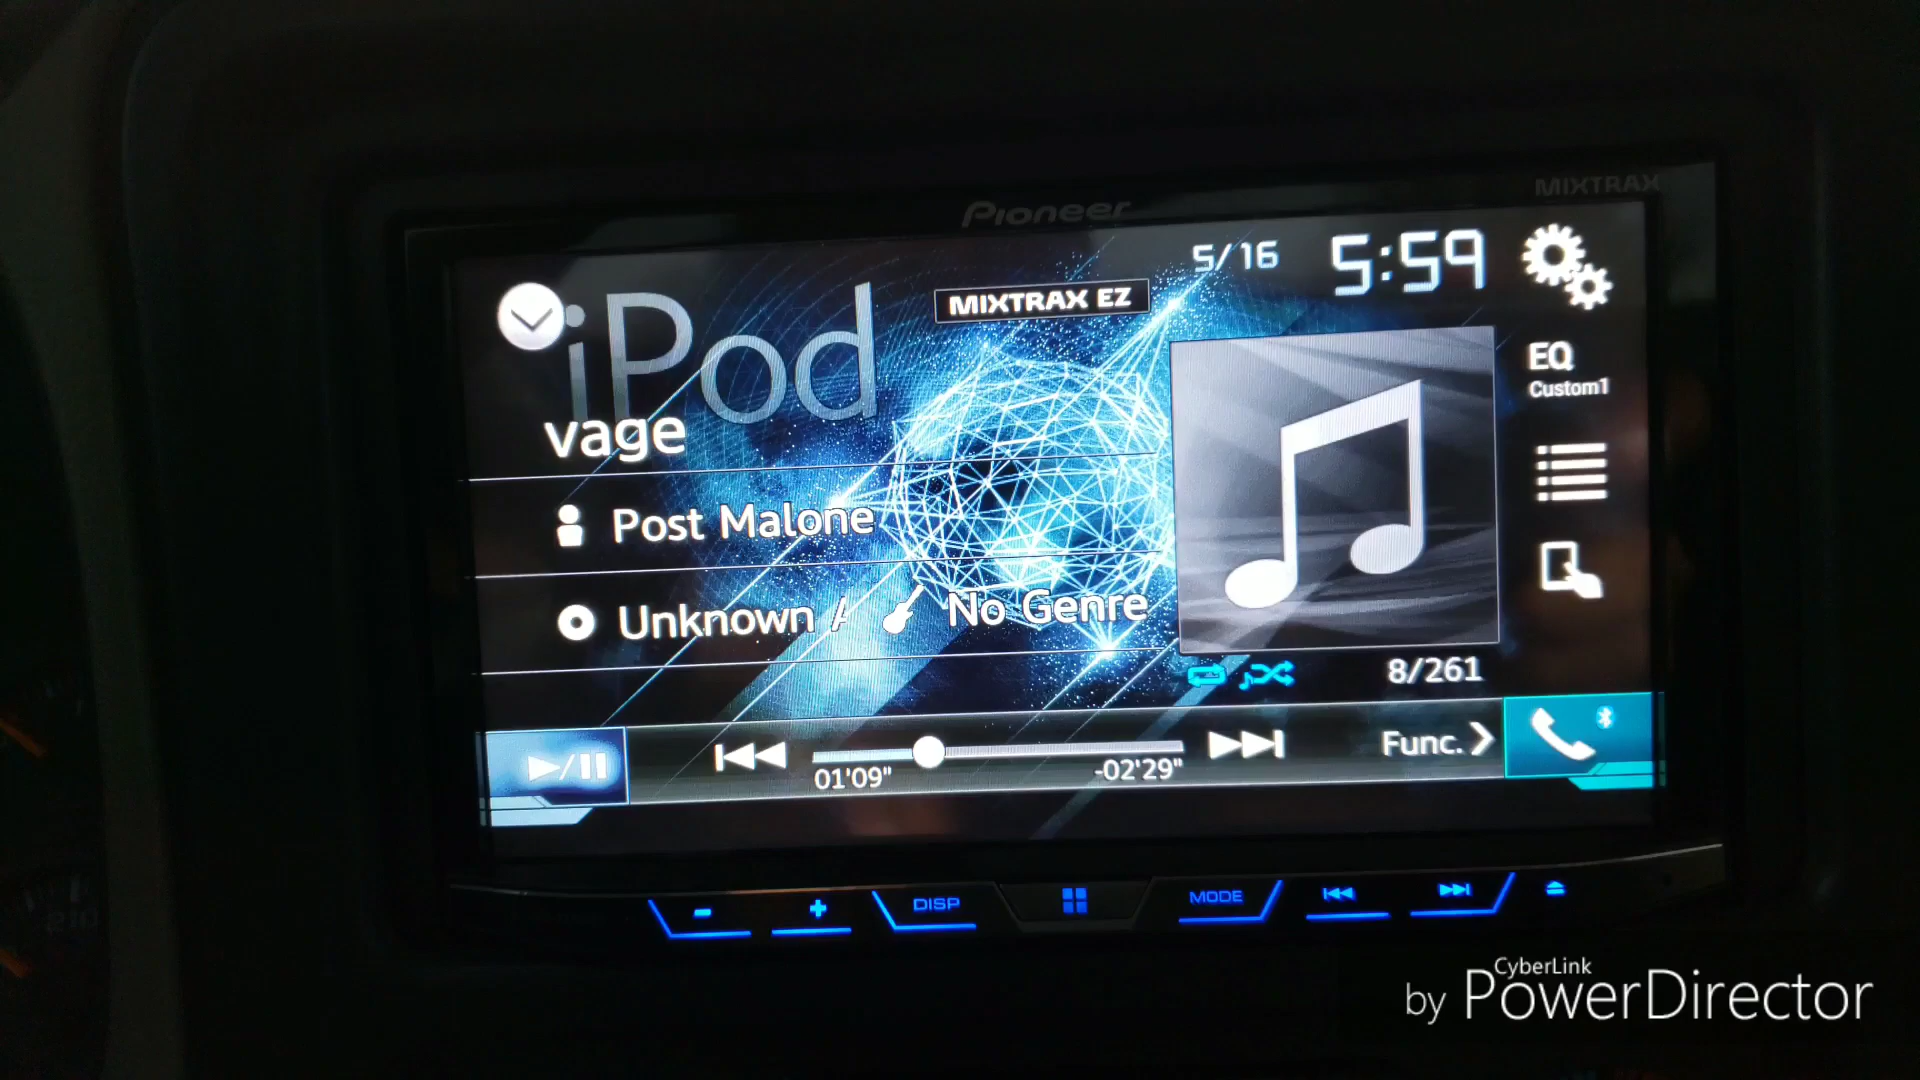 Pioneer
MIXTRAX
5/16 5:59
iPod
MIXTRAX EZ
EQ
Custom1
vage
Post Malone
Unknown A
No Genre
8/261
01'09"
-02'29"
Func.
DISP
MODE
CyberLink
by PowerDirector